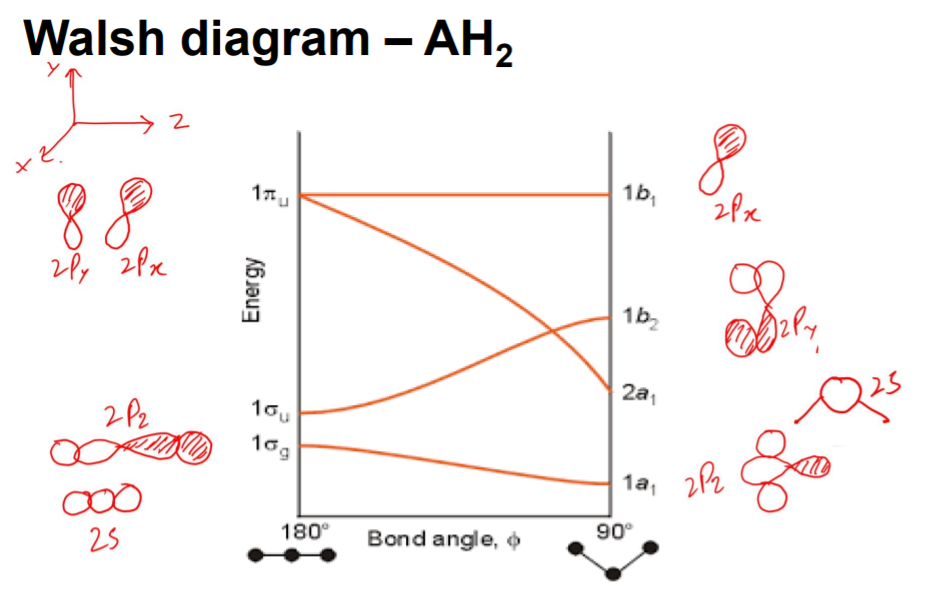 Walsh diagram – AH₂
Y
Z
x
z.
2Py 2Px
2Pz
2S
Energy
1πᵤ
1σᵤ
1σg
180°
Bond angle, ϕ
90°
1b₁
1b₂
2a₁
1a₁
2Px
2Py
2S
2Pz